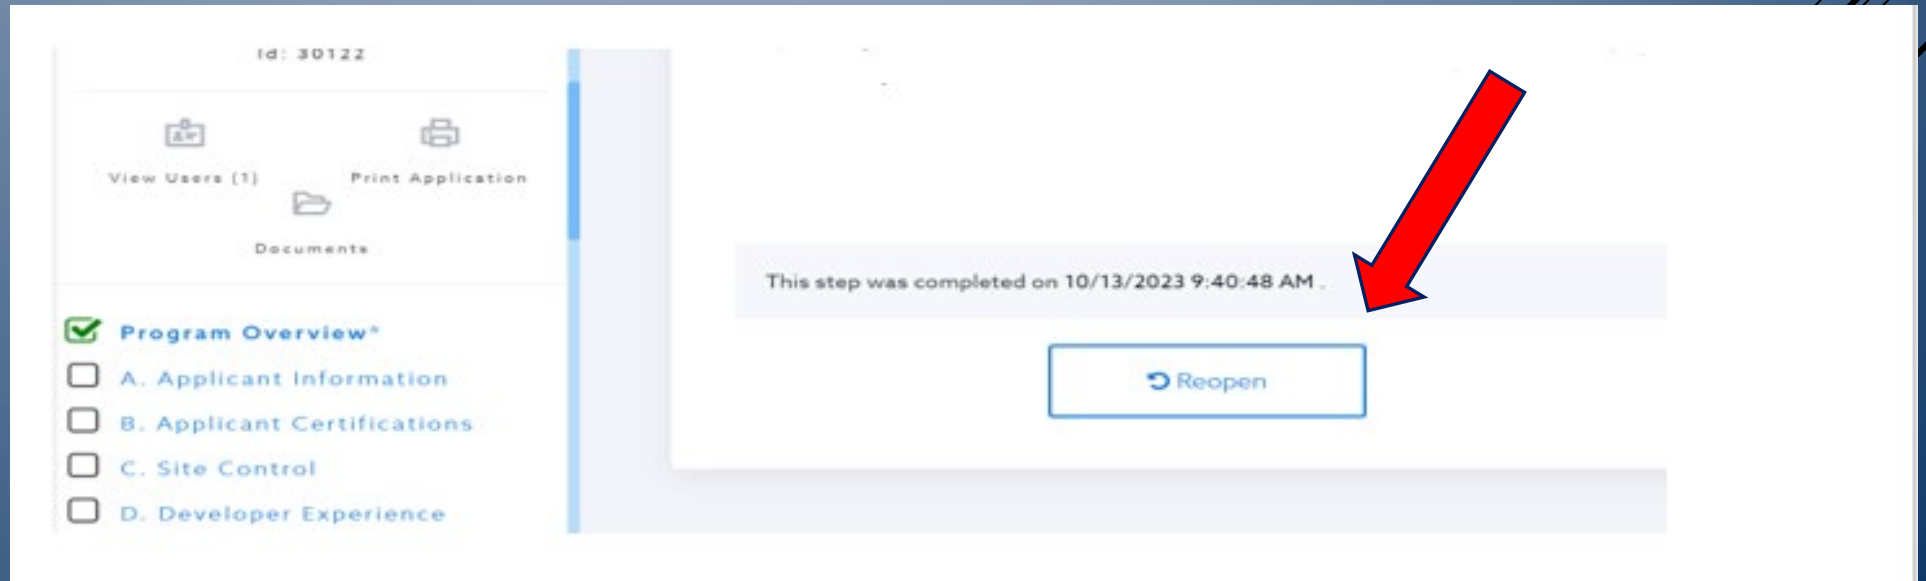 Id: 30122
View Users (1)
Print Application
Documents
Program Overview*
A. Applicant Information
B. Applicant Certifications
C. Site Control
D. Developer Experience
This step was completed on 10/13/2023 9:40:48 AM .
Reopen